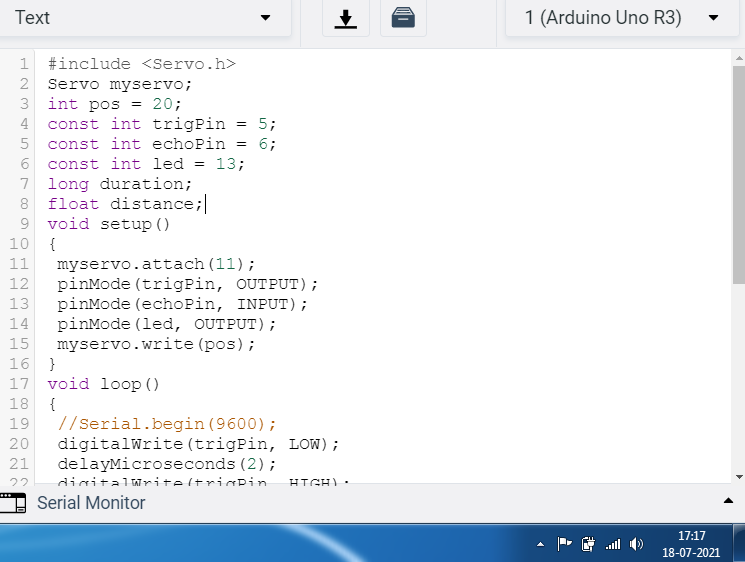 Text
1 (Arduino Uno R3)
1 #include <Servo.h>
2 Servo myservo;
3 int pos = 20;
4 const int trigPin = 5;
5 const int echoPin = 6;
6 const int led = 13;
7 long duration;
8 float distance;
9 void setup()
10 {
11 myservo.attach(11);
12 pinMode(trigPin, OUTPUT);
13 pinMode(echoPin, INPUT);
14 pinMode(led, OUTPUT);
15 myservo.write(pos);
16 }
17 void loop()
18 {
19 //Serial.begin(9600);
20 digitalWrite(trigPin, LOW);
21 delayMicroseconds(2);
22 digitalWrite(trigPin, HIGH);
Serial Monitor
17:17
18-07-2021